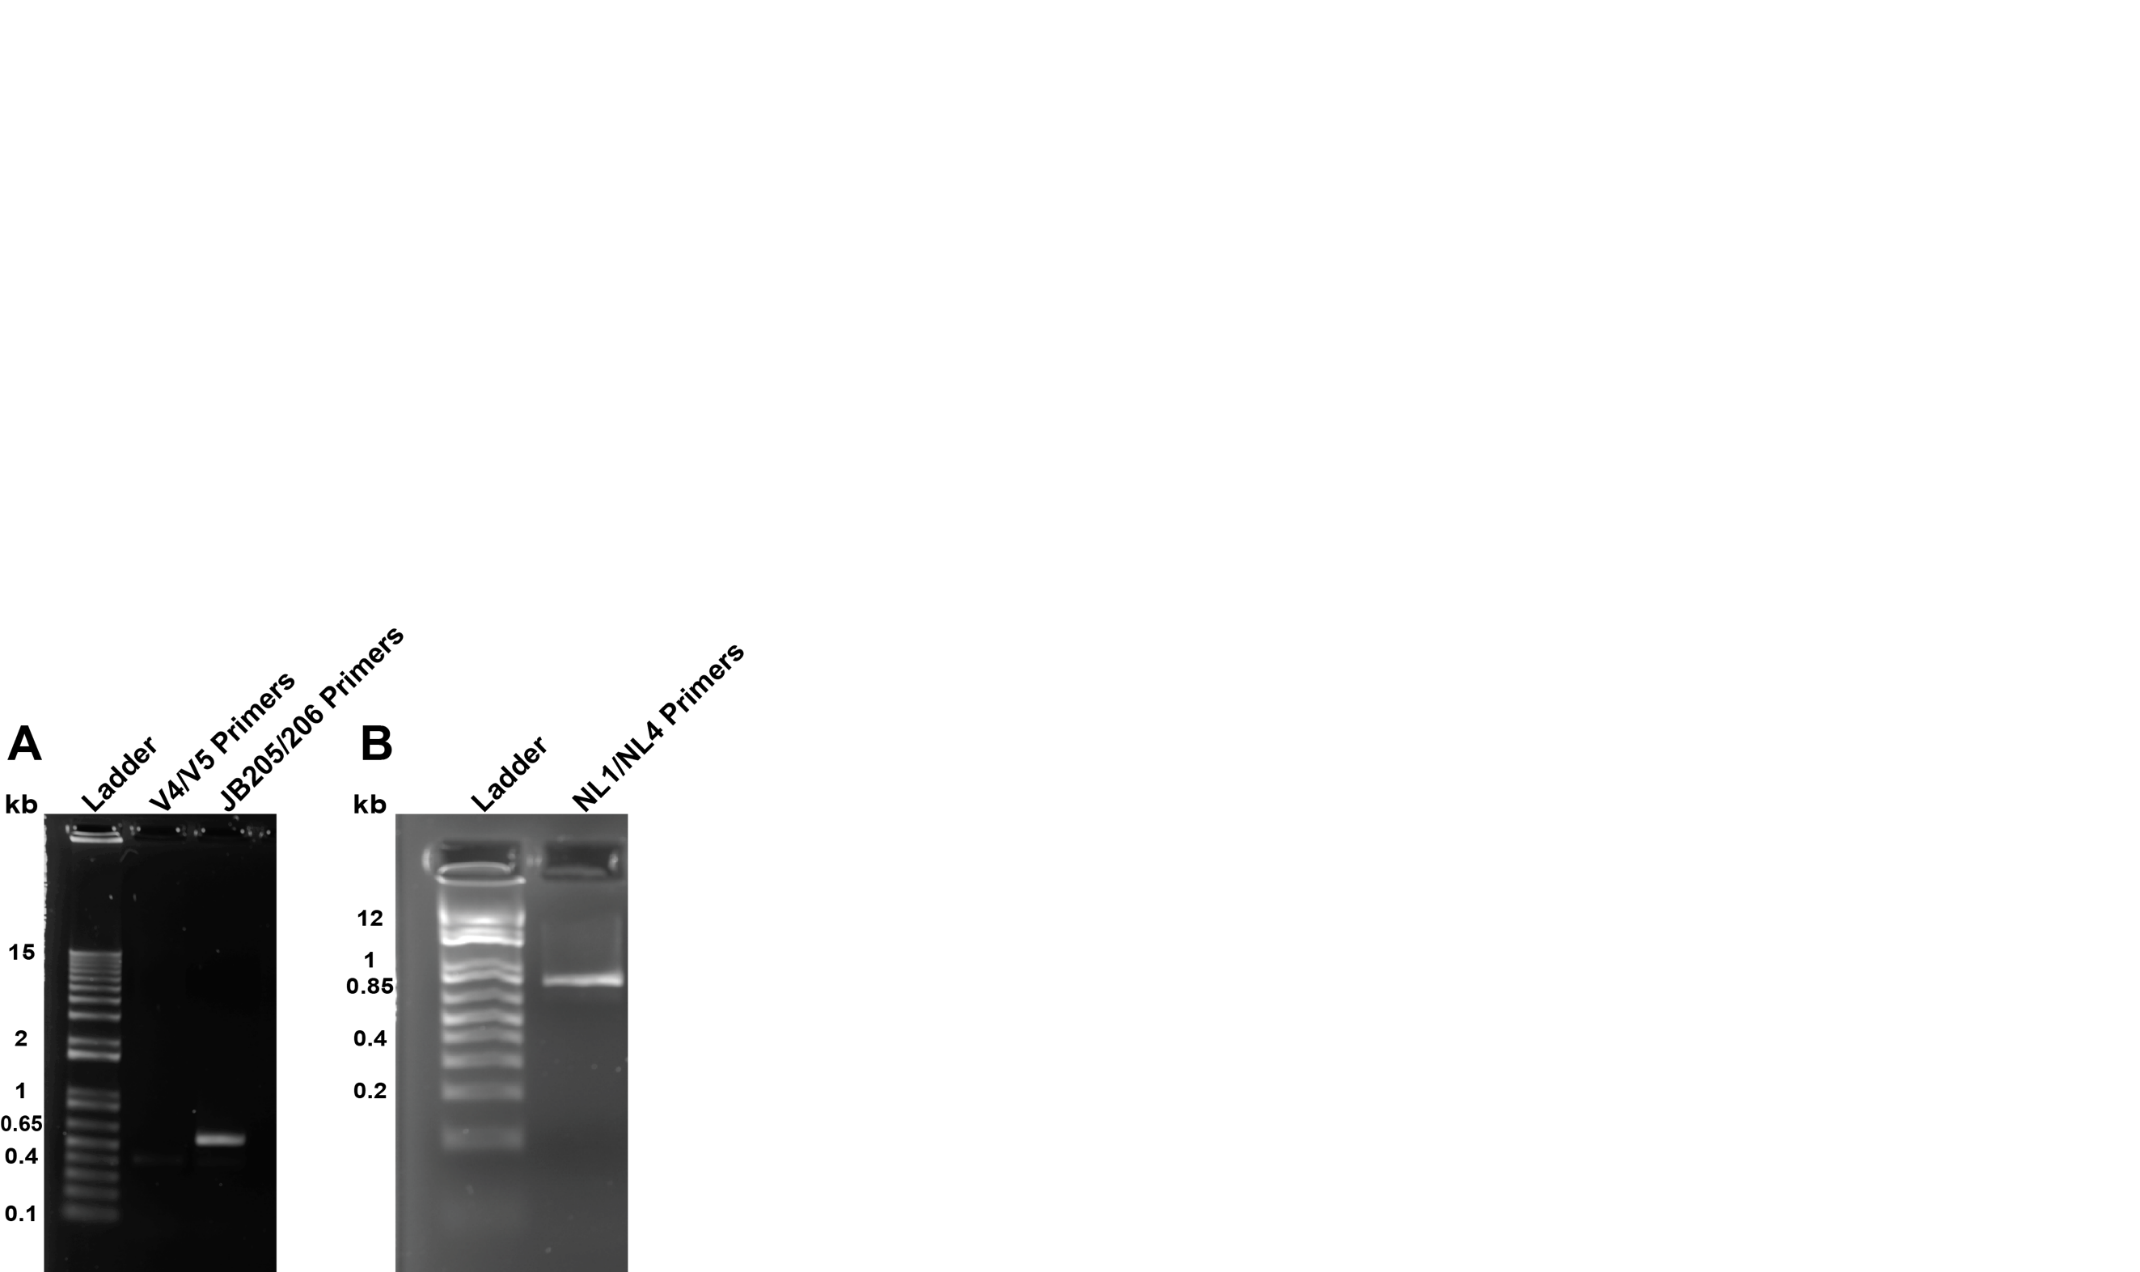 A
kb
Ladder
V4/V5 Primers
JB205/206 Primers
15
2
1
0.65
0.4
0.1
B
kb
Ladder
NL1/NL4 Primers
12
1
0.85
0.4
0.2